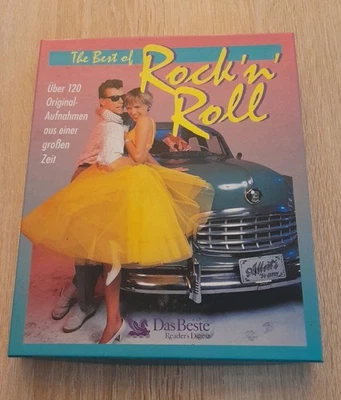 The Best of
Rock'n'
Roll
Über 120
Original-
Aufnahmen
aus einer
großen
Zeit
Das Beste
Reader's Digest